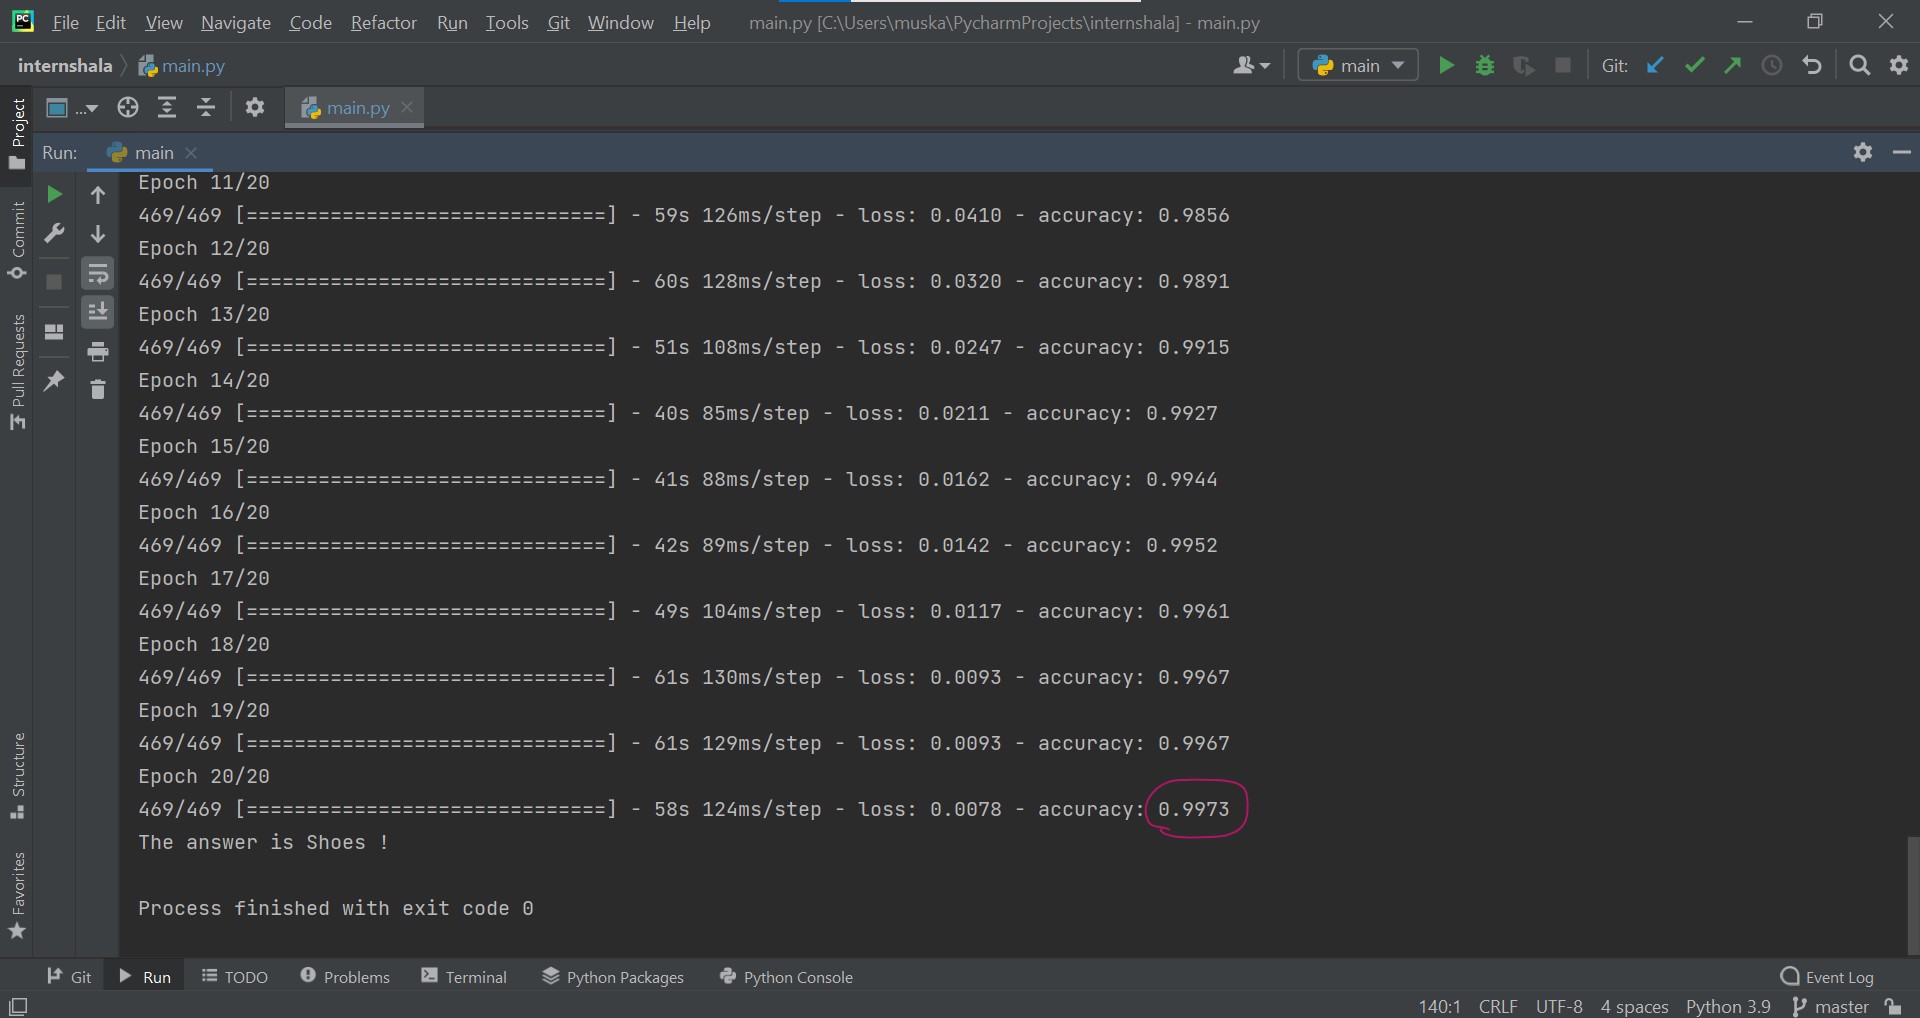 PC File Edit View Navigate Code Refactor Run Tools Git Window Help main.py [C:\Users\muska\PycharmProjects\internshala] - main.py
internshala main.py main Git:
... main.py
Run: main
Project
Commit
Pull Requests
Structure
Favorites
Epoch 11/20
469/469 [==============================] - 59s 126ms/step - loss: 0.0410 - accuracy: 0.9856
Epoch 12/20
469/469 [==============================] - 60s 128ms/step - loss: 0.0320 - accuracy: 0.9891
Epoch 13/20
469/469 [==============================] - 51s 108ms/step - loss: 0.0247 - accuracy: 0.9915
Epoch 14/20
469/469 [==============================] - 40s 85ms/step - loss: 0.0211 - accuracy: 0.9927
Epoch 15/20
469/469 [==============================] - 41s 88ms/step - loss: 0.0162 - accuracy: 0.9944
Epoch 16/20
469/469 [==============================] - 42s 89ms/step - loss: 0.0142 - accuracy: 0.9952
Epoch 17/20
469/469 [==============================] - 49s 104ms/step - loss: 0.0117 - accuracy: 0.9961
Epoch 18/20
469/469 [==============================] - 61s 130ms/step - loss: 0.0093 - accuracy: 0.9967
Epoch 19/20
469/469 [==============================] - 61s 129ms/step - loss: 0.0093 - accuracy: 0.9967
Epoch 20/20
469/469 [==============================] - 58s 124ms/step - loss: 0.0078 - accuracy: 0.9973
The answer is Shoes !
Process finished with exit code 0
Git Run TODO Problems Terminal Python Packages Python Console Event Log
140:1 CRLF UTF-8 4 spaces Python 3.9 master